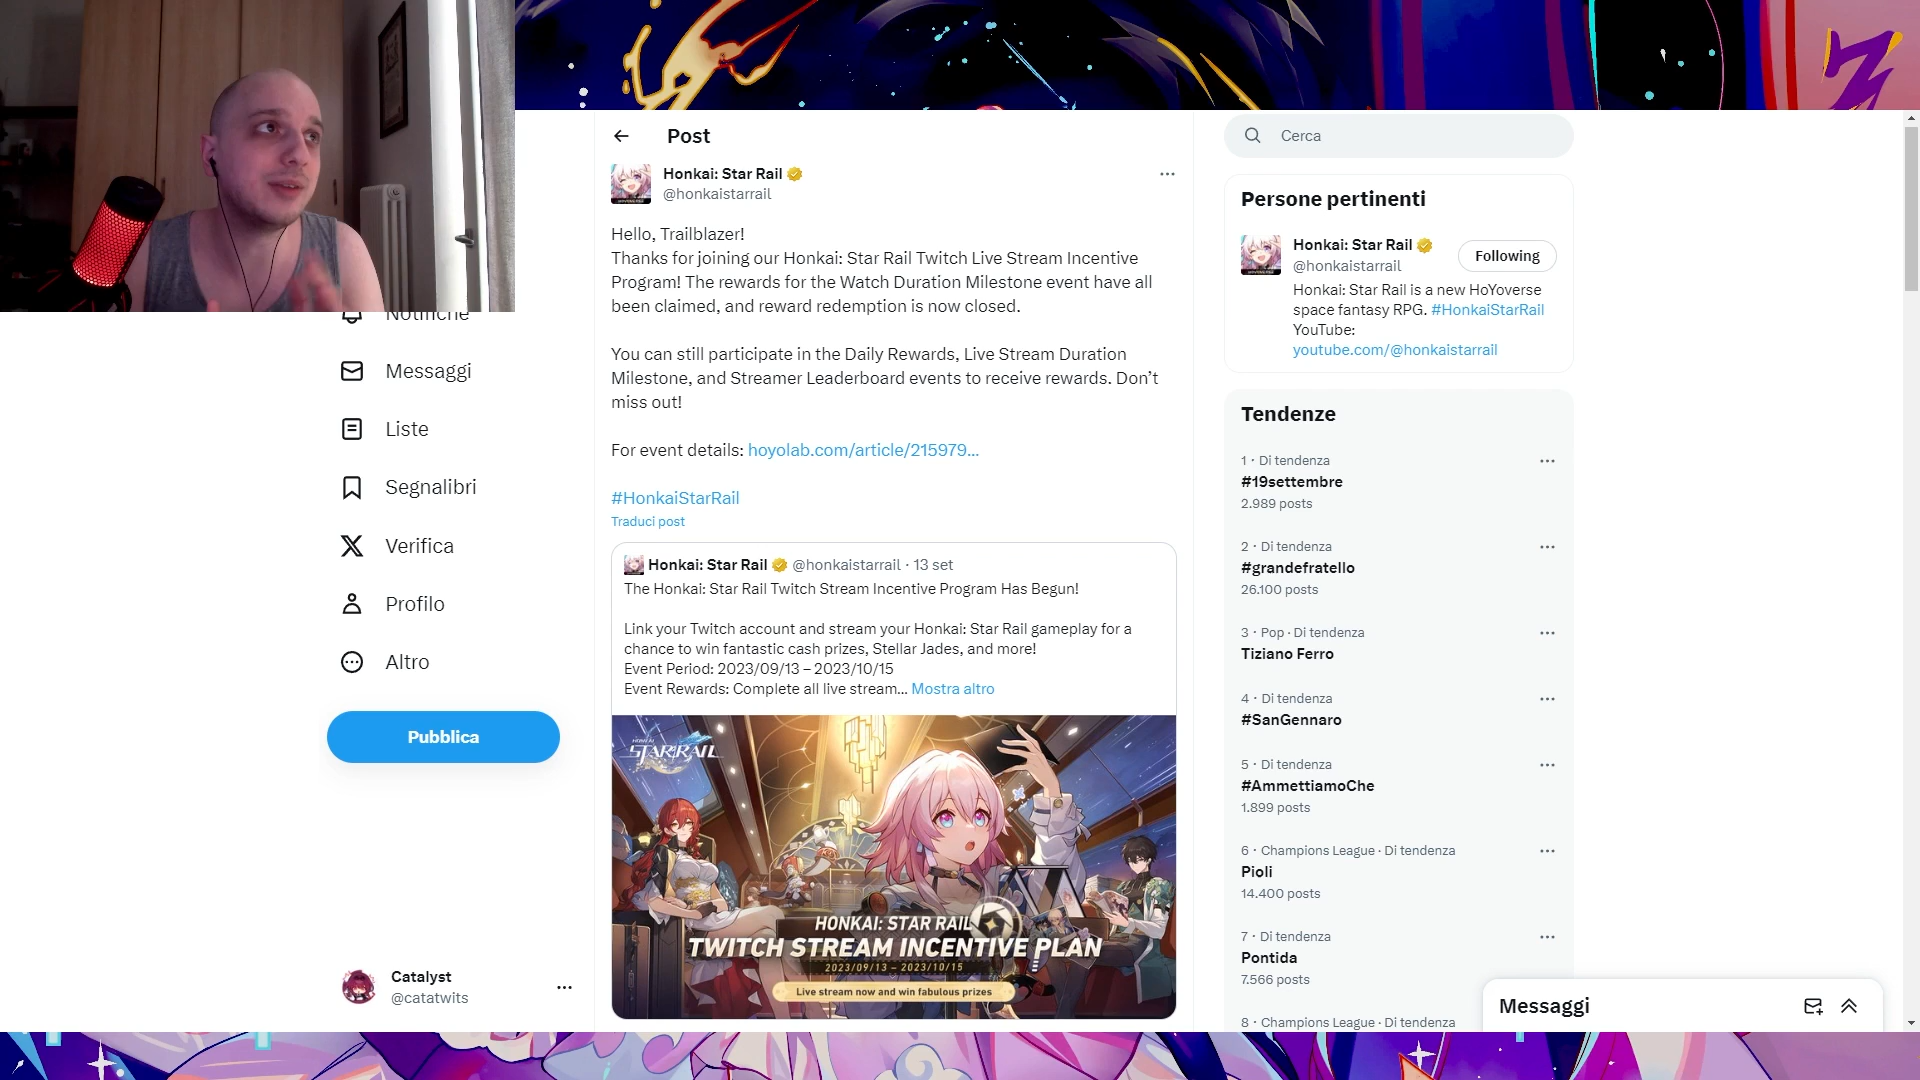 Notifiche
Messaggi
Liste
Segnalibri
Verifica
Profilo
Altro
Pubblica
Catalyst
@catatwits
Post
Honkai: Star Rail
@honkaistarrail
Hello, Trailblazer!
Thanks for joining our Honkai: Star Rail Twitch Live Stream Incentive
Program! The rewards for the Watch Duration Milestone event have all
been claimed, and reward redemption is now closed.
You can still participate in the Daily Rewards, Live Stream Duration
Milestone, and Streamer Leaderboard events to receive rewards. Don’t
miss out!
For event details: hoyolab.com/article/215979...
#HonkaiStarRail
Traduci post
Honkai: Star Rail @honkaistarrail · 13 set
The Honkai: Star Rail Twitch Stream Incentive Program Has Begun!
Link your Twitch account and stream your Honkai: Star Rail gameplay for a
chance to win fantastic cash prizes, Stellar Jades, and more!
Event Period: 2023/09/13 – 2023/10/15
Event Rewards: Complete all live stream... Mostra altro
HONKAI
STAR RAIL
HONKAI: STAR RAIL
TWITCH STREAM INCENTIVE PLAN
2023/09/13 – 2023/10/15
Live stream now and win fabulous prizes
Cerca
Persone pertinenti
Honkai: Star Rail
@honkaistarrail
Following
Honkai: Star Rail is a new HoYoverse
space fantasy RPG. #HonkaiStarRail
YouTube:
youtube.com/@honkaistarrail
Tendenze
1 · Di tendenza
#19settembre
2.989 posts
2 · Di tendenza
#grandefratello
26.100 posts
3 · Pop · Di tendenza
Tiziano Ferro
4 · Di tendenza
#SanGennaro
5 · Di tendenza
#AmmettiamoChe
1.899 posts
6 · Champions League · Di tendenza
Pioli
14.400 posts
7 · Di tendenza
Pontida
7.566 posts
8 · Champions League · Di tendenza
Messaggi